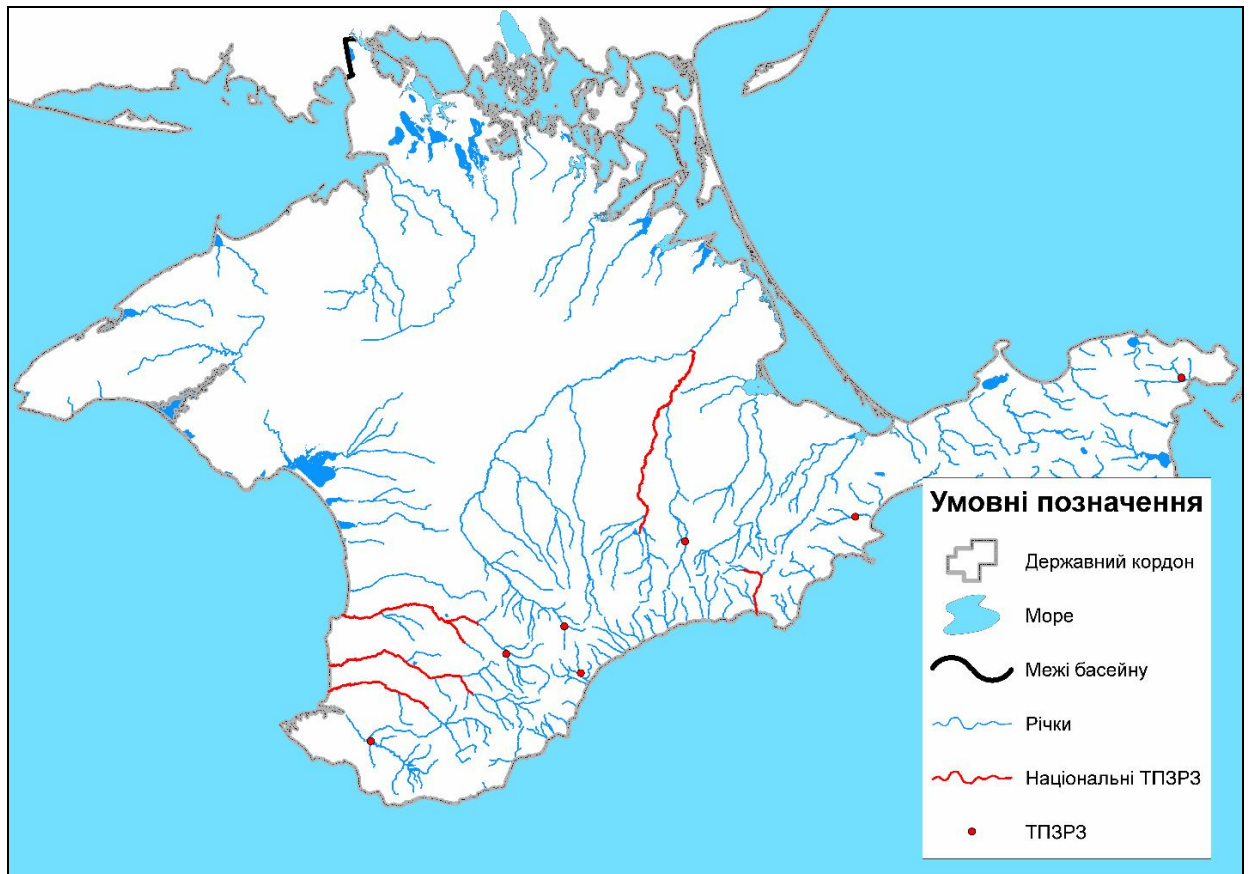 Умовні позначення
Державний кордон
Море
Межі басейну
Річки
Національні ТПЗРЗ
ТПЗРЗ